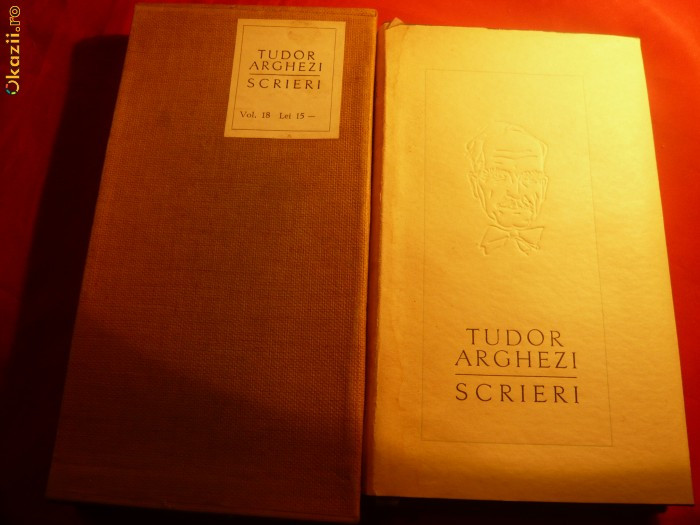 Okazii.ro
TUDOR
ARGHEZI
SCRIERI
Vol. 18 Lei 15 —
TUDOR
ARGHEZI
SCRIERI